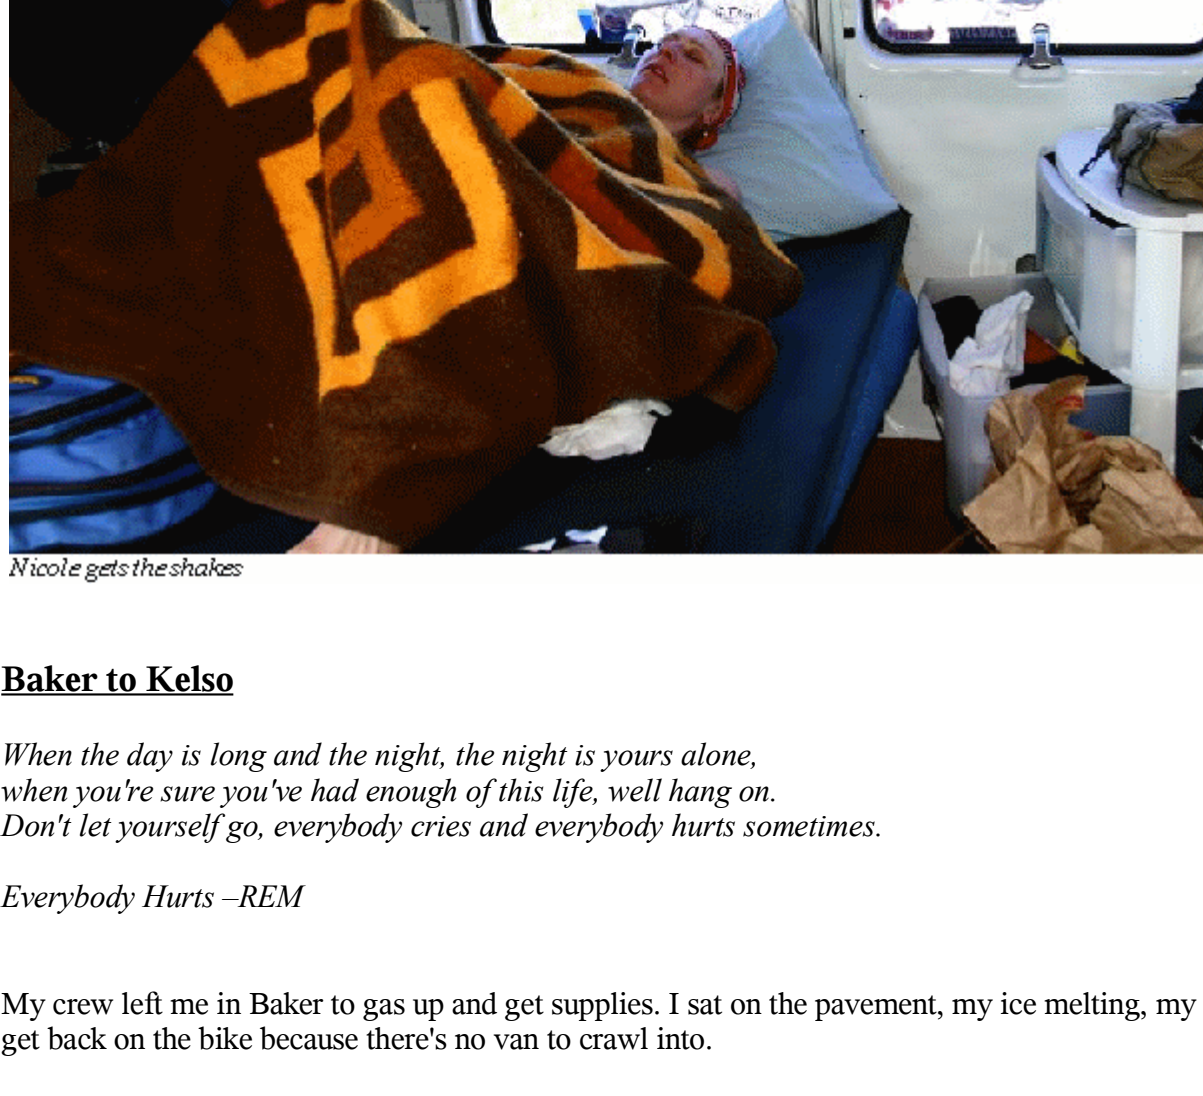 Nicole gets the shakes
Baker to Kelso
When the day is long and the night, the night is yours alone,
when you're sure you've had enough of this life, well hang on.
Don't let yourself go, everybody cries and everybody hurts sometimes.
Everybody Hurts –REM
My crew left me in Baker to gas up and get supplies. I sat on the pavement, my ice melting, my
get back on the bike because there's no van to crawl into.